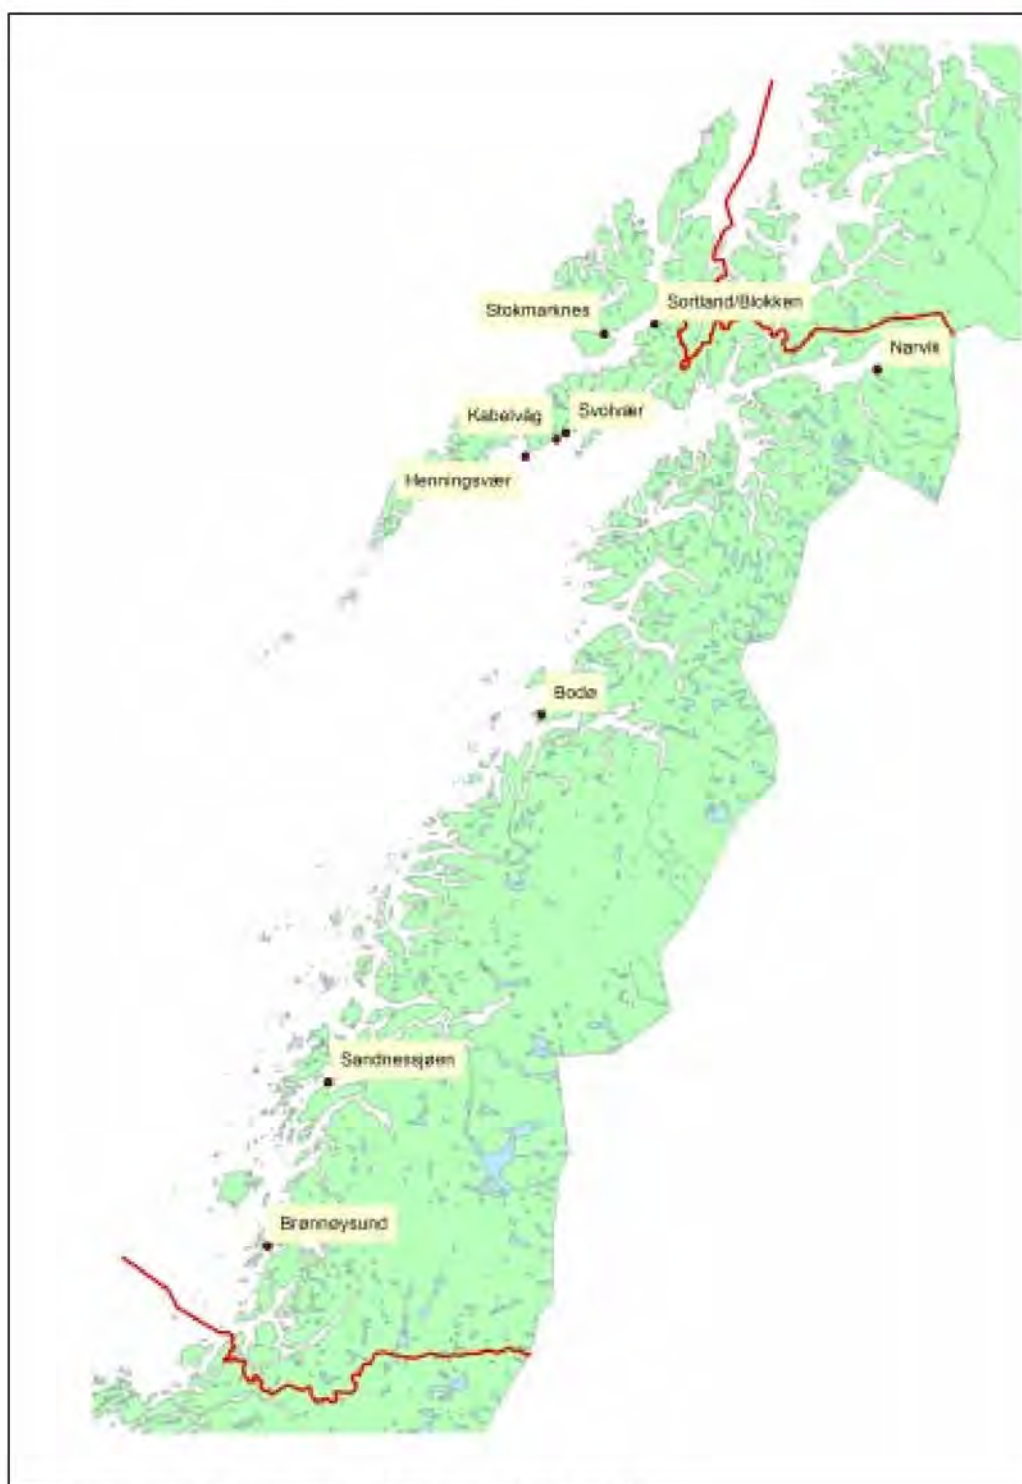 Sortland/Blokken
Stokmarknes
Narvik
Svolvær
Kabelvåg
Henningsvær
Bodø
Sandnessjøen
Brønnøysund